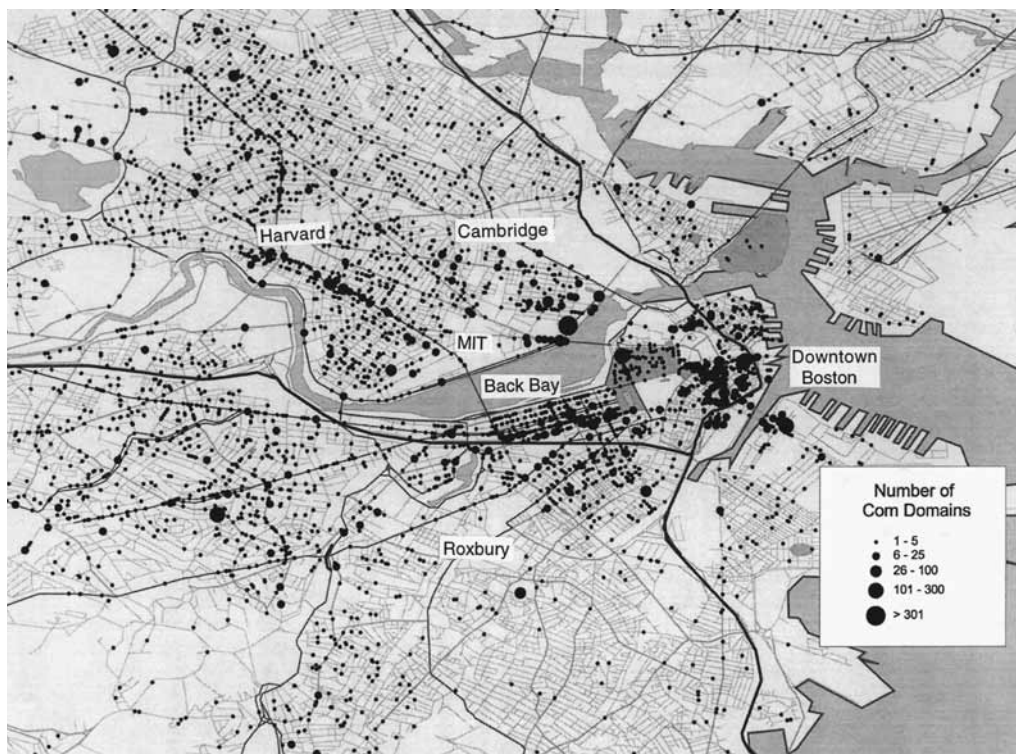 Harvard
Cambridge
MIT
Back Bay
Downtown
Boston
Roxbury
Number of
Com Domains
1 - 5
6 - 25
26 - 100
101 - 300
> 301